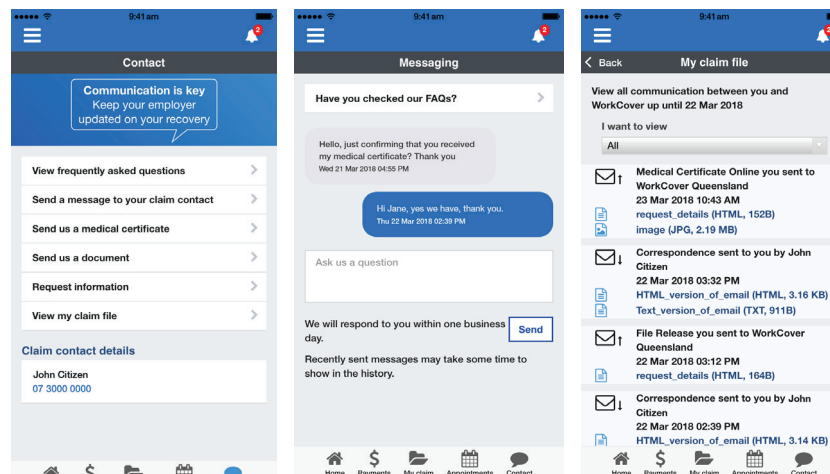 9:41 am
2
Contact
Communication is key
Keep your employer
updated on your recovery
View frequently asked questions
Send a message to your claim contact
Send us a medical certificate
Send us a document
Request information
View my claim file
Claim contact details
John Citizen
07 3000 0000
9:41 am
2
Messaging
Have you checked our FAQs?
Hello, just confirming that you received
my medical certificate? Thank you
Wed 21 Mar 2018 04:55 PM
Hi Jane, yes we have, thank you.
Thu 22 Mar 2018 02:39 PM
Ask us a question
We will respond to you within one business
day.
Send
Recently sent messages may take some time to
show in the history.
Home Payments My claim Appointments Contact
9:41 am
2
Back My claim file
View all communication between you and
WorkCover up until 22 Mar 2018
I want to view
All
Medical Certificate Online you sent to
WorkCover Queensland
23 Mar 2018 10:43 AM
request_details (HTML, 152B)
image (JPG, 2.19 MB)
Correspondence sent to you by John
Citizen
22 Mar 2018 03:32 PM
HTML_version_of_email (HTML, 3.16 KB)
Text_version_of_email (TXT, 911B)
File Release you sent to WorkCover
Queensland
22 Mar 2018 03:12 PM
request_details (HTML, 164B)
Correspondence sent to you by John
Citizen
22 Mar 2018 02:39 PM
HTML_version_of_email (HTML, 3.14 KB)
Home Payments My claim Appointments Contact